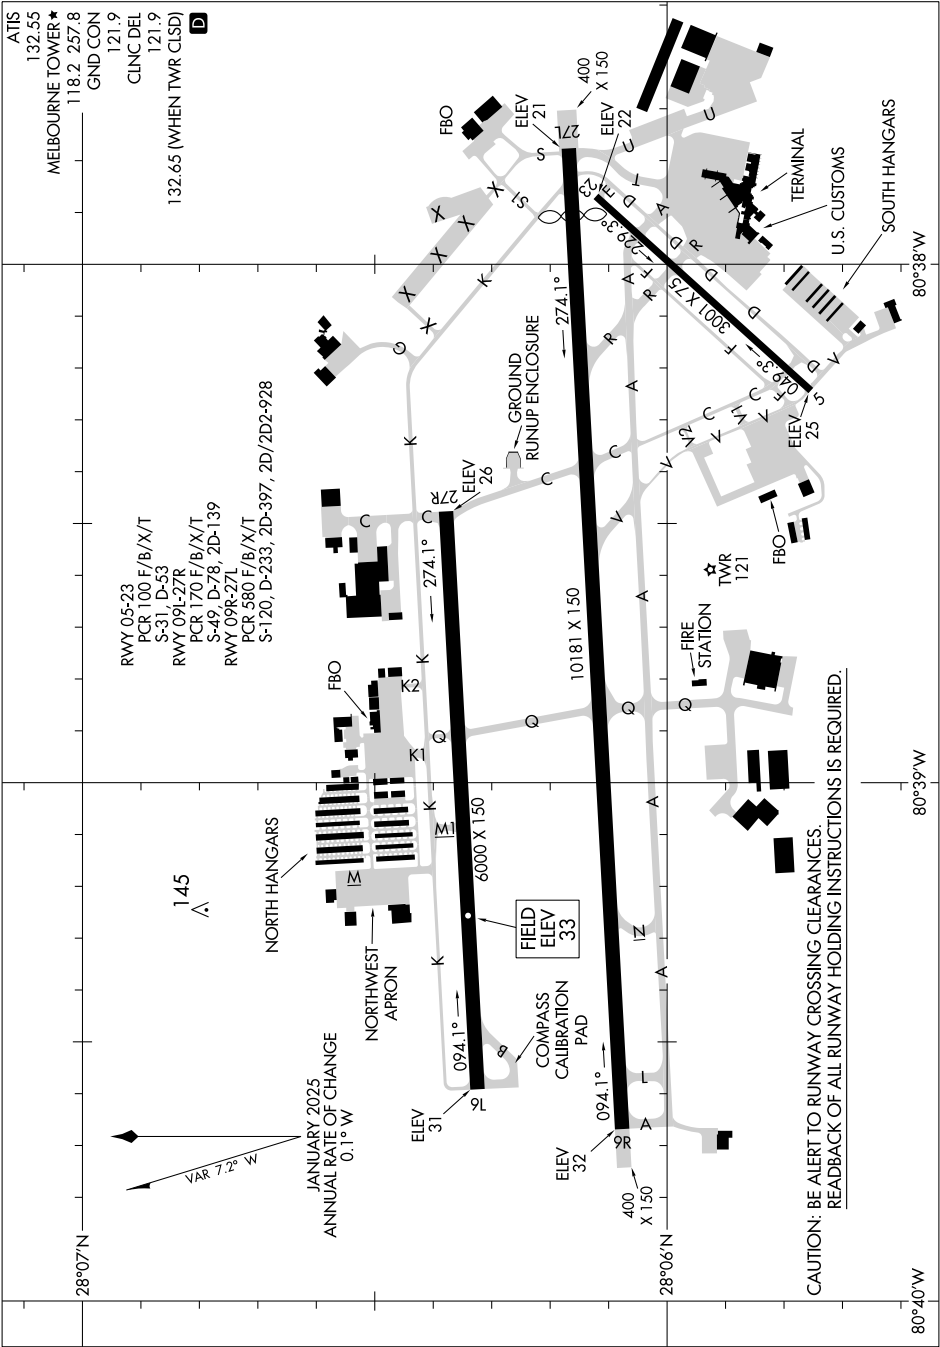 ATIS
132.55
MELBOURNE TOWER★
118.2 257.8
GND CON
121.9
CLNC DEL
121.9
132.65 (WHEN TWR CLSD)
D
RWY 05-23
PCR 100 F/B/X/T
S-31, D-53
RWY 09L-27R
PCR 170 F/B/X/T
S-49, D-78, 2D-139
RWY 09R-27L
PCR 580 F/B/X/T
S-120, D-233, 2D-397, 2D/2D2-928
VAR 7.2° W
JANUARY 2025
ANNUAL RATE OF CHANGE
0.1° W
145
NORTH HANGARS
NORTHWEST
APRON
FBO
FBO
FBO
M
M1
K1
K2
K
K
K
K
K
K
Q
Q
Q
Q
C
C
C
C
C
C
G
X
X
X
X
X
X
S1
S
27R
ELEV
26
274.1°
6000 X 150
FIELD
ELEV
33
094.1°
9L
ELEV
31
B
COMPASS
CALIBRATION
PAD
GROUND
RUNUP ENCLOSURE
27L
ELEV
21
400
X 150
274.1°
10181 X 150
094.1°
9R
ELEV
32
400
X 150
A
A
A
A
A
A
A
A
L
N
V
V
V
V
V
V1
V2
R
R
R
23
ELEV
22
229.3°
3001 X 75
049.3°
5
ELEV
25
E
T
U
U
D
D
D
D
D
F
F
F
TERMINAL
U.S. CUSTOMS
SOUTH HANGARS
TWR
121
FIRE
STATION
28°07'N
28°06'N
80°38'W
80°39'W
80°40'W
CAUTION: BE ALERT TO RUNWAY CROSSING CLEARANCES.
READBACK OF ALL RUNWAY HOLDING INSTRUCTIONS IS REQUIRED.